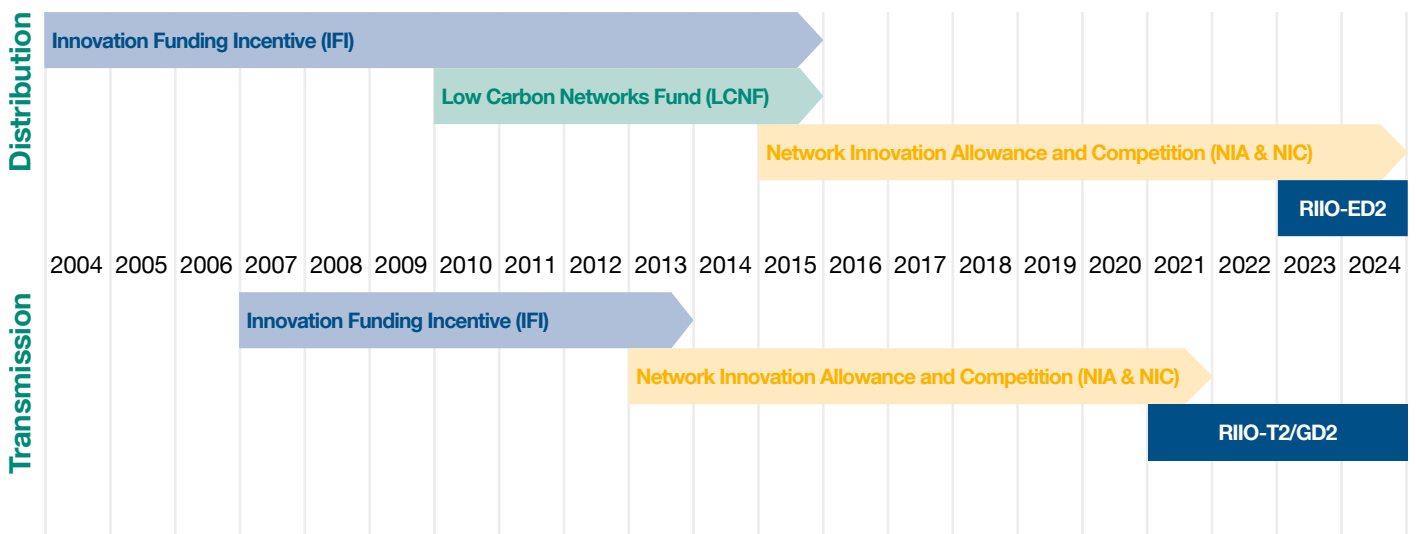 Distribution
Innovation Funding Incentive (IFI)
Low Carbon Networks Fund (LCNF)
Network Innovation Allowance and Competition (NIA & NIC)
RIIO-ED2
2004 2005 2006 2007 2008 2009 2010 2011 2012 2013 2014 2015 2016 2017 2018 2019 2020 2021 2022 2023 2024
Transmission
Innovation Funding Incentive (IFI)
Network Innovation Allowance and Competition (NIA & NIC)
RIIO-T2/GD2